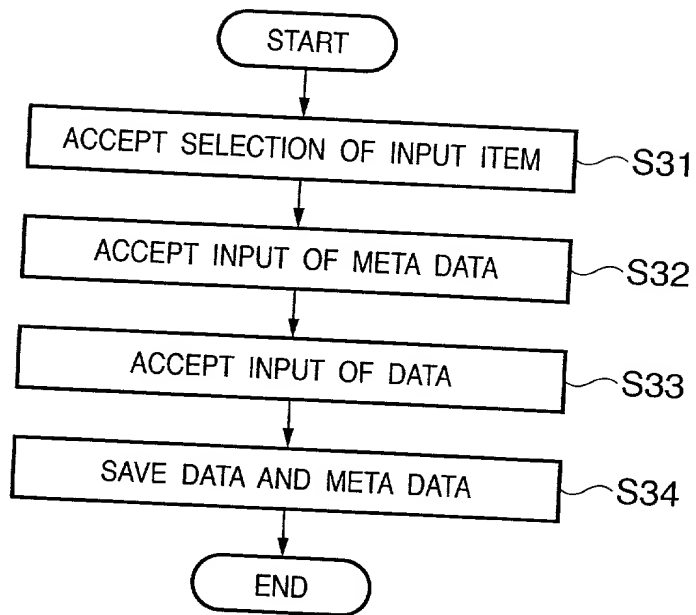 START
ACCEPT SELECTION OF INPUT ITEM
S31
ACCEPT INPUT OF META DATA
S32
ACCEPT INPUT OF DATA
S33
SAVE DATA AND META DATA
S34
END